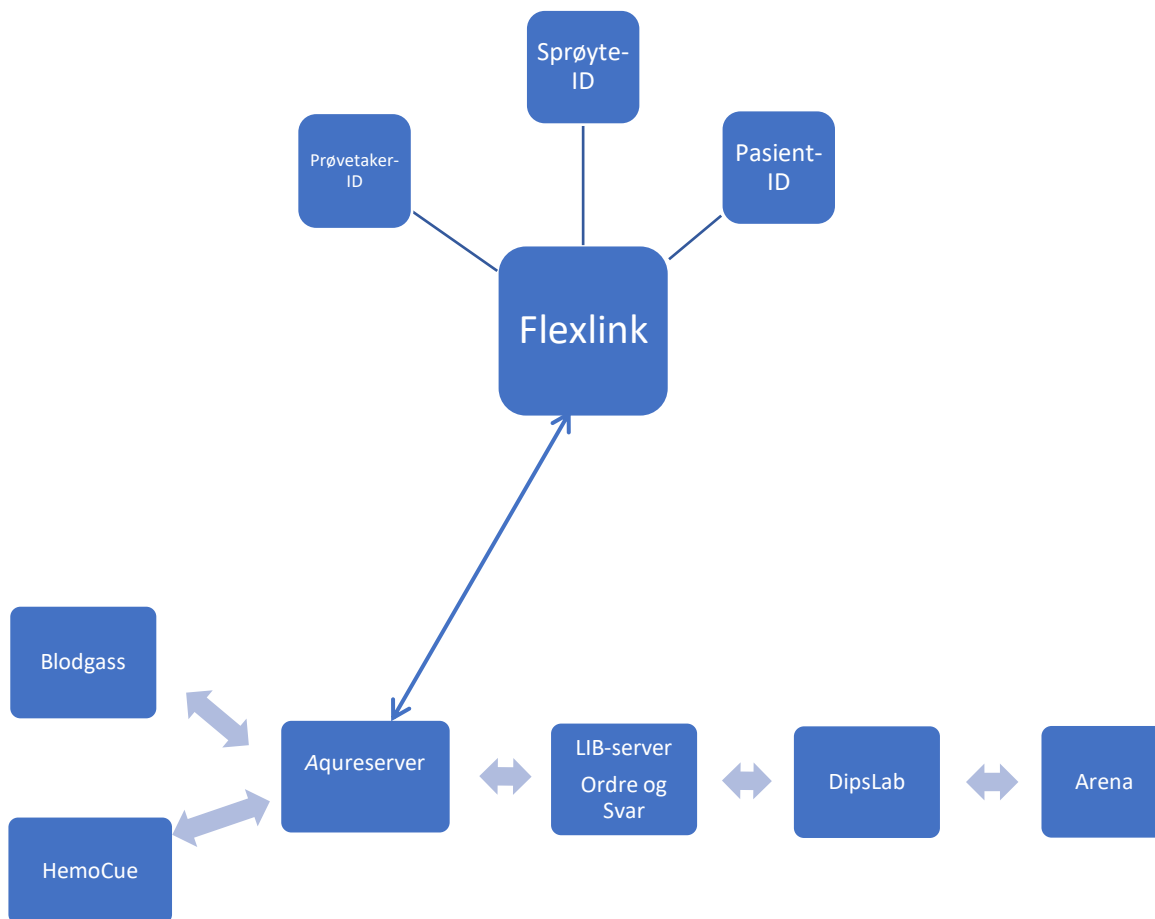 Sprøyte-
ID
Prøvetaker-
ID
Pasient-
ID
Flexlink
Blodgass
Aqureserver
LIB-server
Ordre og
Svar
DipsLab
Arena
HemoCue